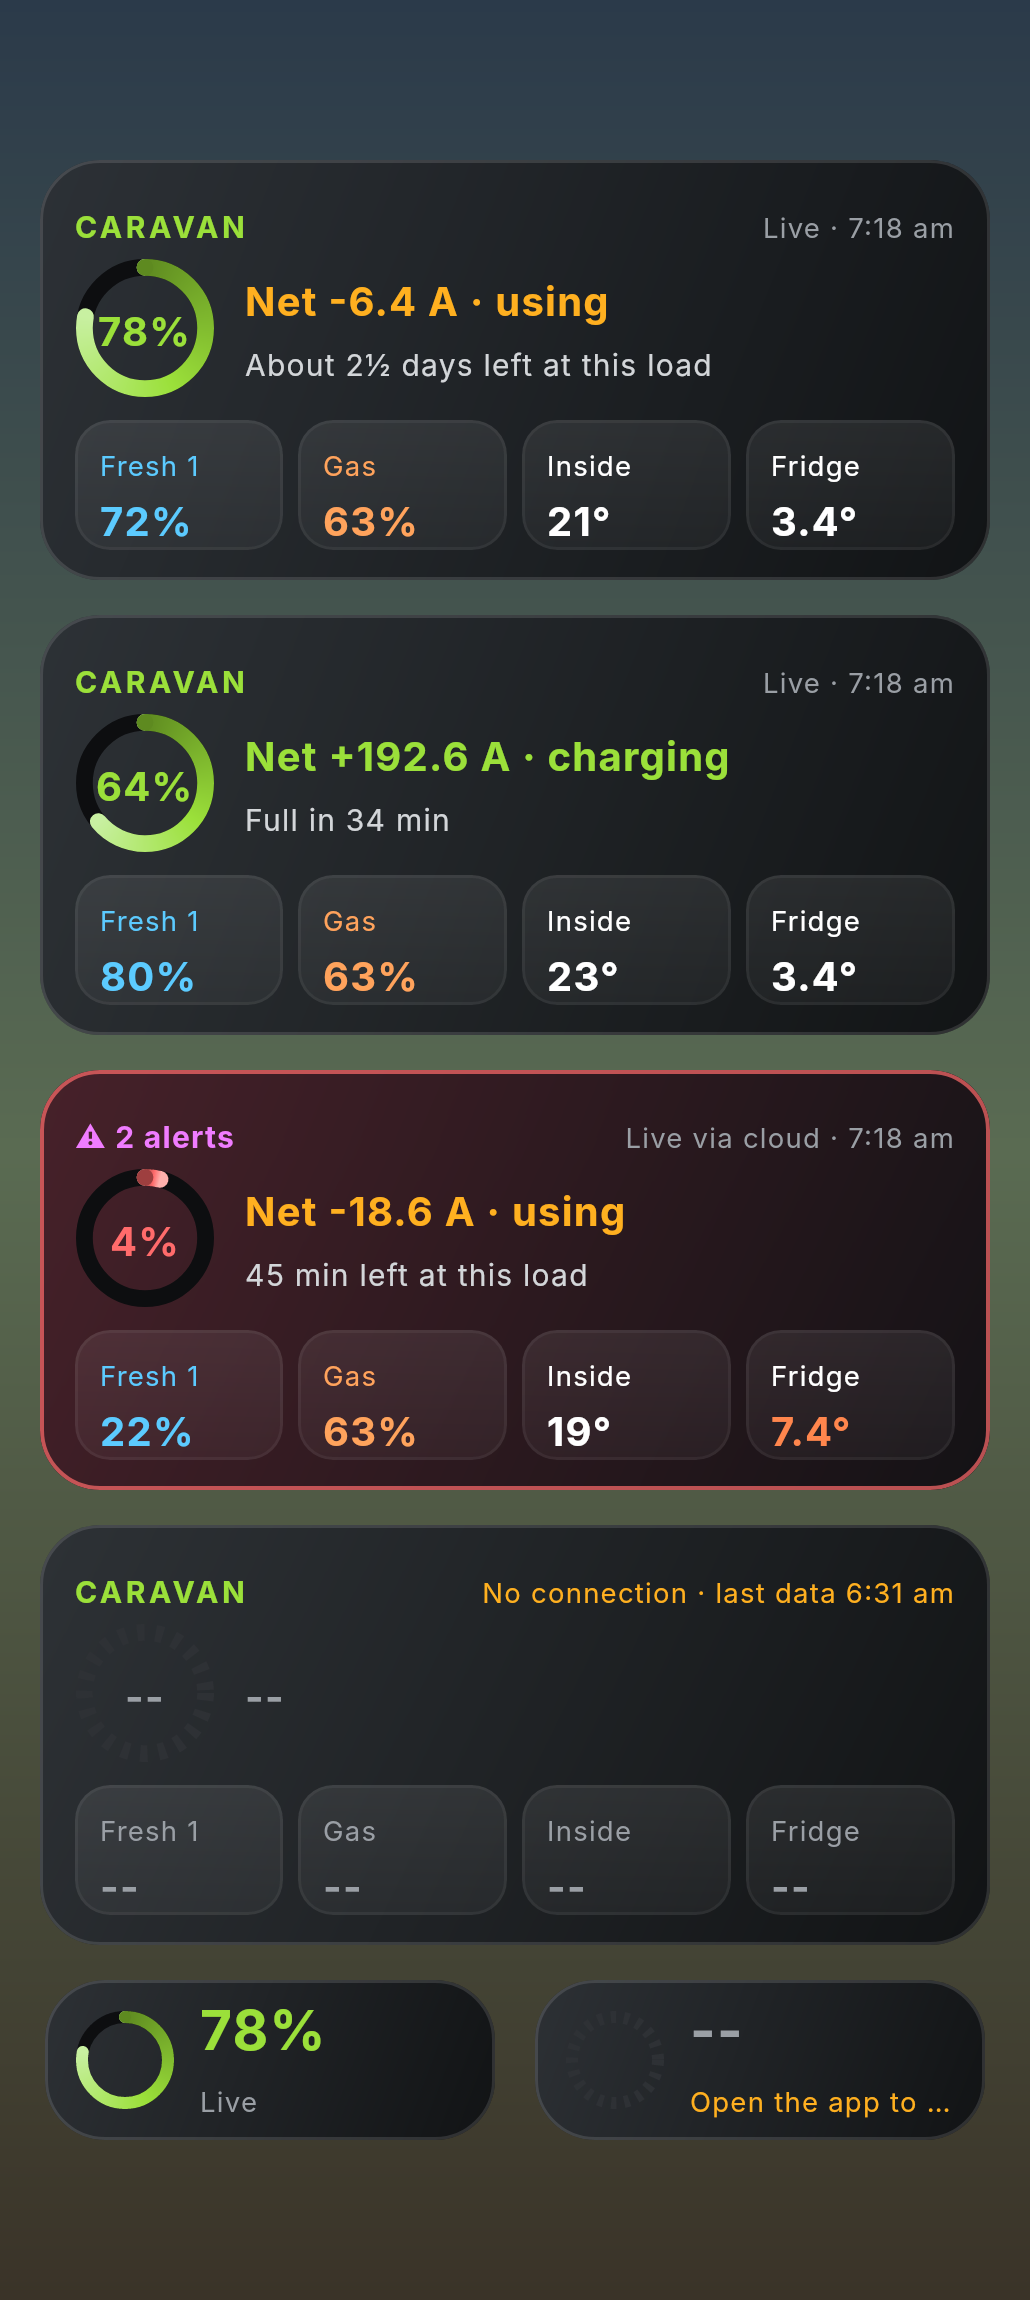 CARAVAN
Live · 7:18 am
78%
Net -6.4 A · using
About 2½ days left at this load
Fresh 1
72%
Gas
63%
Inside
21°
Fridge
3.4°
CARAVAN
Live · 7:18 am
64%
Net +192.6 A · charging
Full in 34 min
Fresh 1
80%
Gas
63%
Inside
23°
Fridge
3.4°
2 alerts
Live via cloud · 7:18 am
4%
Net -18.6 A · using
45 min left at this load
Fresh 1
22%
Gas
63%
Inside
19°
Fridge
7.4°
CARAVAN
No connection · last data 6:31 am
--
--
Fresh 1
--
Gas
--
Inside
--
Fridge
--
78%
Live
--
Open the app to ...